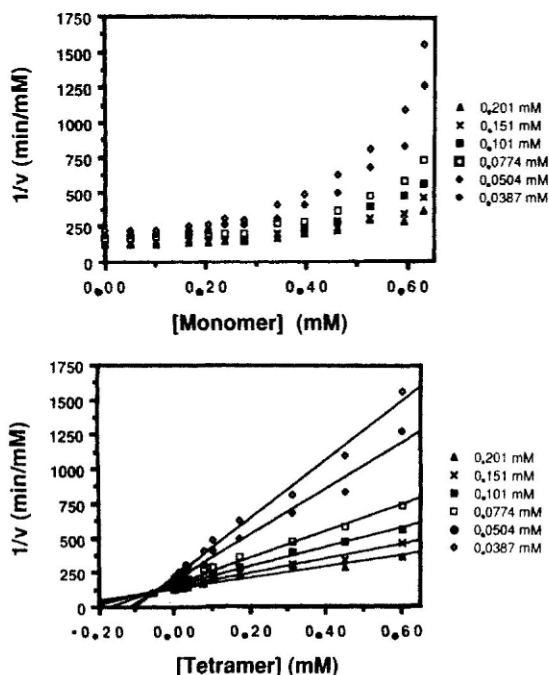 1750
1500
1250
1000
750
500
250
0
1/v (min/mM)
0.00 0.20 0.40 0.60
[Monomer] (mM)
0.201 mM
0.151 mM
0.101 mM
0.0774 mM
0.0504 mM
0.0387 mM
1750
1500
1250
1000
750
500
250
0
1/v (min/mM)
-0.20 0.00 0.20 0.40 0.60
[Tetramer] (mM)
0.201 mM
0.151 mM
0.101 mM
0.0774 mM
0.0504 mM
0.0387 mM